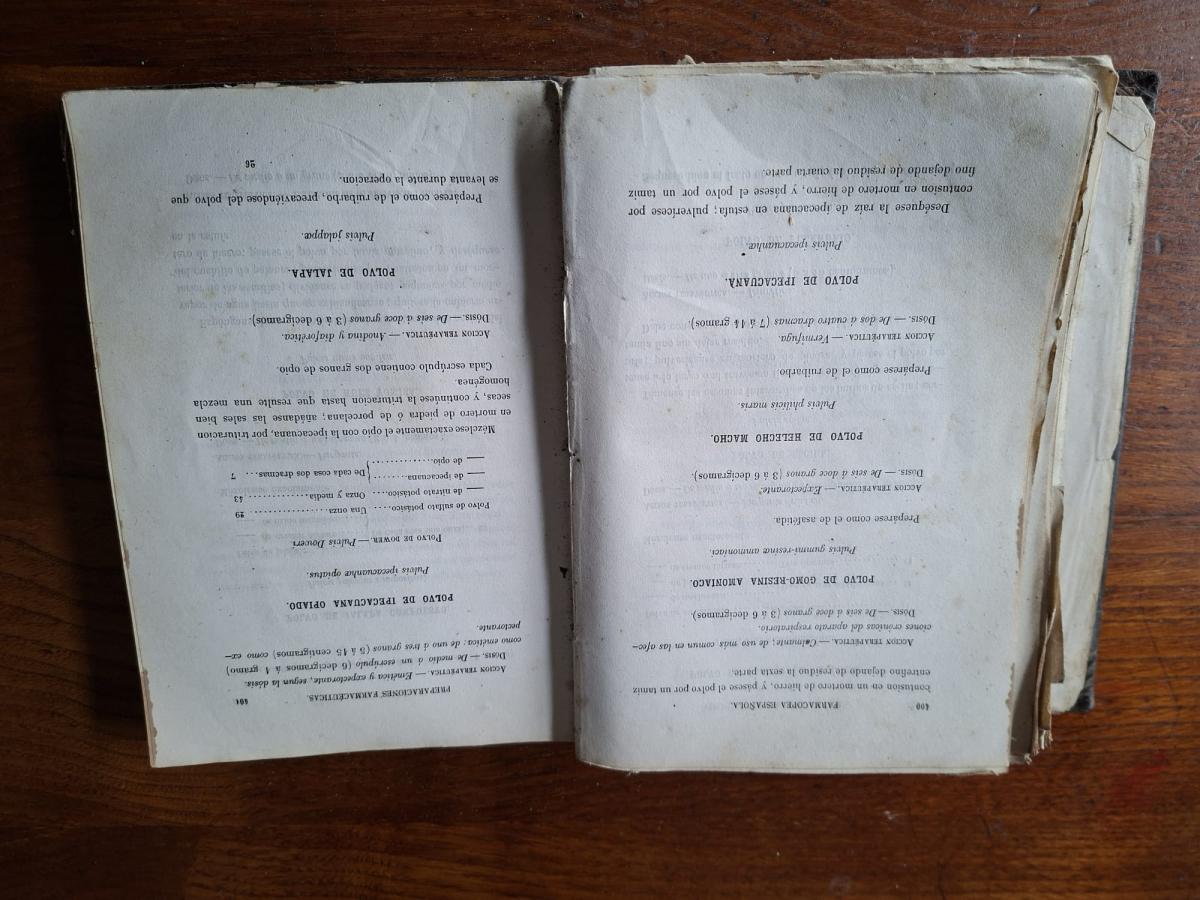 400 FARMACOPEA ESPAÑOLA.
contusion en un mortero de hierro, y pásese el polvo por un tamiz
entrefino dejando de residuo la sexta parte.
ACCION TERAPÉUTICA. — Calmante; de uso más comun en las afec-
ciones crónicas del aparato respiratorio.
DÓSIS. — De seis á doce granos (3 á 6 decigramos).
POLVO DE GOMO-RESINA AMONIACO.
Pulvis gummi-resinæ ammoniaci.
Prepárese como el de asafétida.
ACCION TERAPÉUTICA. — Expectorante.
DÓSIS. — De seis á doce granos (3 á 6 decigramos).
POLVO DE HELECHO MACHO.
Pulvis philicis maris.
Prepárese como el de ruibarbo
ACCION TERAPÉUTICA. — Vermífuga.
DÓSIS. — De dos á cuatro dracmas (7 á 14 gramos).
POLVO DE IPECACUANA.
Pulvis ipecacuanhæ.
Deséquese la raíz de ipecacuana en estufa; pulverícese por
contusion en mortero de hierro, y pásese el polvo por un tamiz
fino dejando de residuo la cuarta parte.
PREPARACIONES FARMACÉUTICAS. 401
ACCION TERAPÉUTICA. — Emética y expectorante, segun la dósis.
DÓSIS. — De medio á un escrúpulo (6 decigramos á 1 gramo)
como emética: de uno á tres granos (5 á 15 centigramos) como ex-
pectorante.
POLVO DE IPECACUANA OPIADO.
Pulvis ipecacuanhæ opiatus.
POLVO DE DOWER. — Pulvis Doweri.
Polvo de sulfato potásico.... Una onza................ 29
— de nitrato potásico.... Onza y media........... 43
— de ipecacuana........
— de opio............. } De cada cosa dos dracmas... 7
Mézclese exactamente el opio con la ipecacuana, por trituracion
en mortero de piedra ó de porcelana; añádanse las sales bien
secas, y continúese la trituracion hasta que resulte una mezcla
homogénea.
Cada escrúpulo contiene dos granos de opio.
ACCION TERAPÉUTICA. — Anodina y diaforética.
DÓSIS. — De seis á doce granos (3 á 6 decigramos).
POLVO DE JALAPA.
Pulvis jalappæ.
Prepárese como el de ruibarbo, precaviéndose del polvo que
se levanta durante la operacion.
26